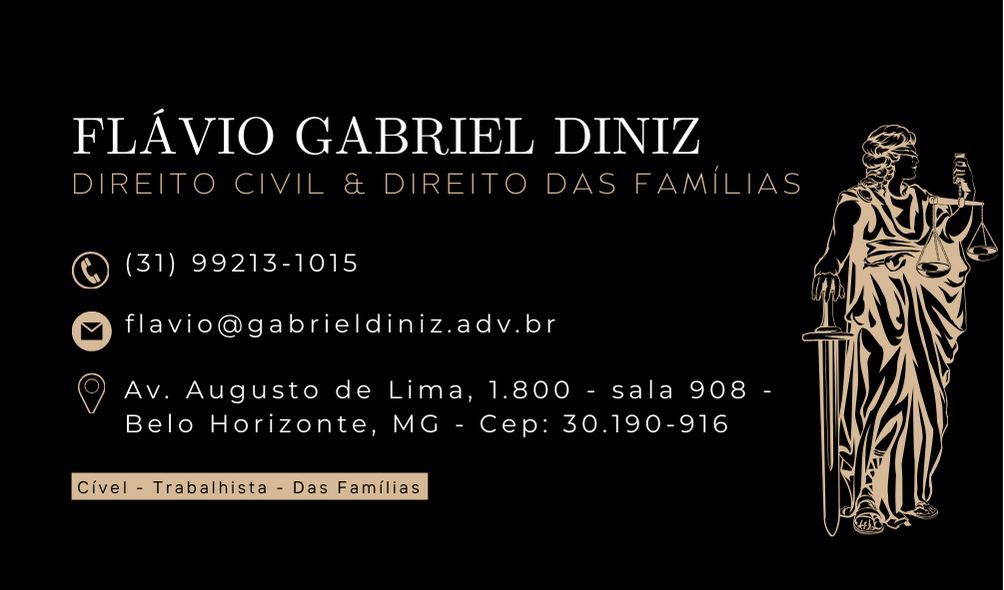 FLÁVIO GABRIEL DINIZ
DIREITO CIVIL & DIREITO DAS FAMÍLIAS
(31) 99213-1015
flavio@gabrieldiniz.adv.br
Av. Augusto de Lima, 1.800 - sala 908 -
Belo Horizonte, MG - Cep: 30.190-916
Cível - Trabalhista - Das Famílias